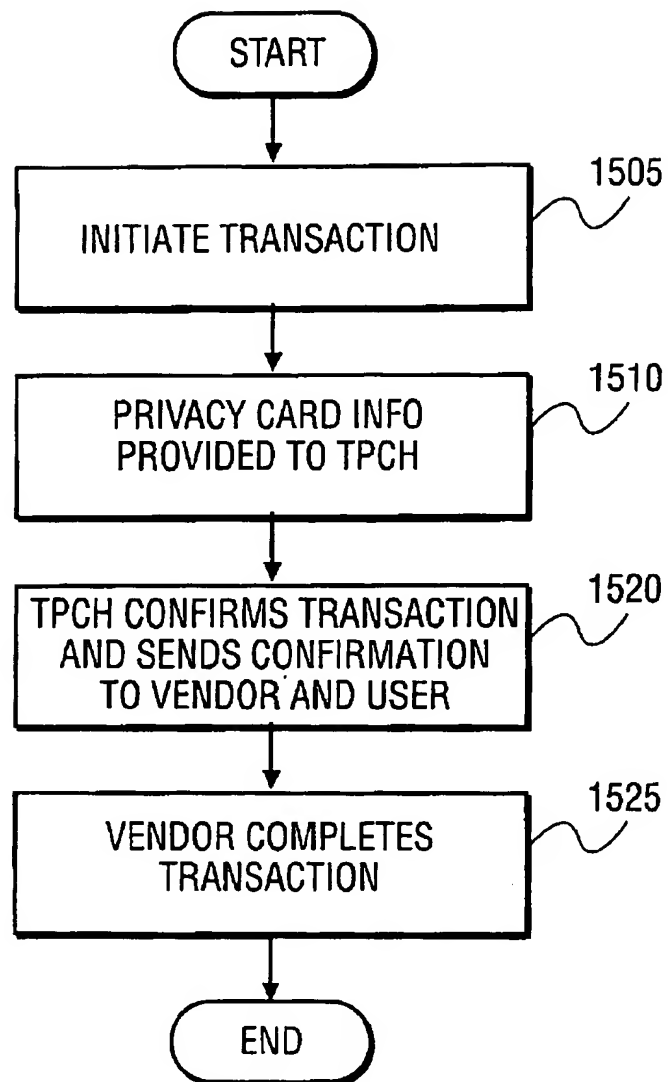 START
1505
INITIATE TRANSACTION
1510
PRIVACY CARD INFO
PROVIDED TO TPCH
1520
TPCH CONFIRMS TRANSACTION
AND SENDS CONFIRMATION
TO VENDOR AND USER
1525
VENDOR COMPLETES
TRANSACTION
END